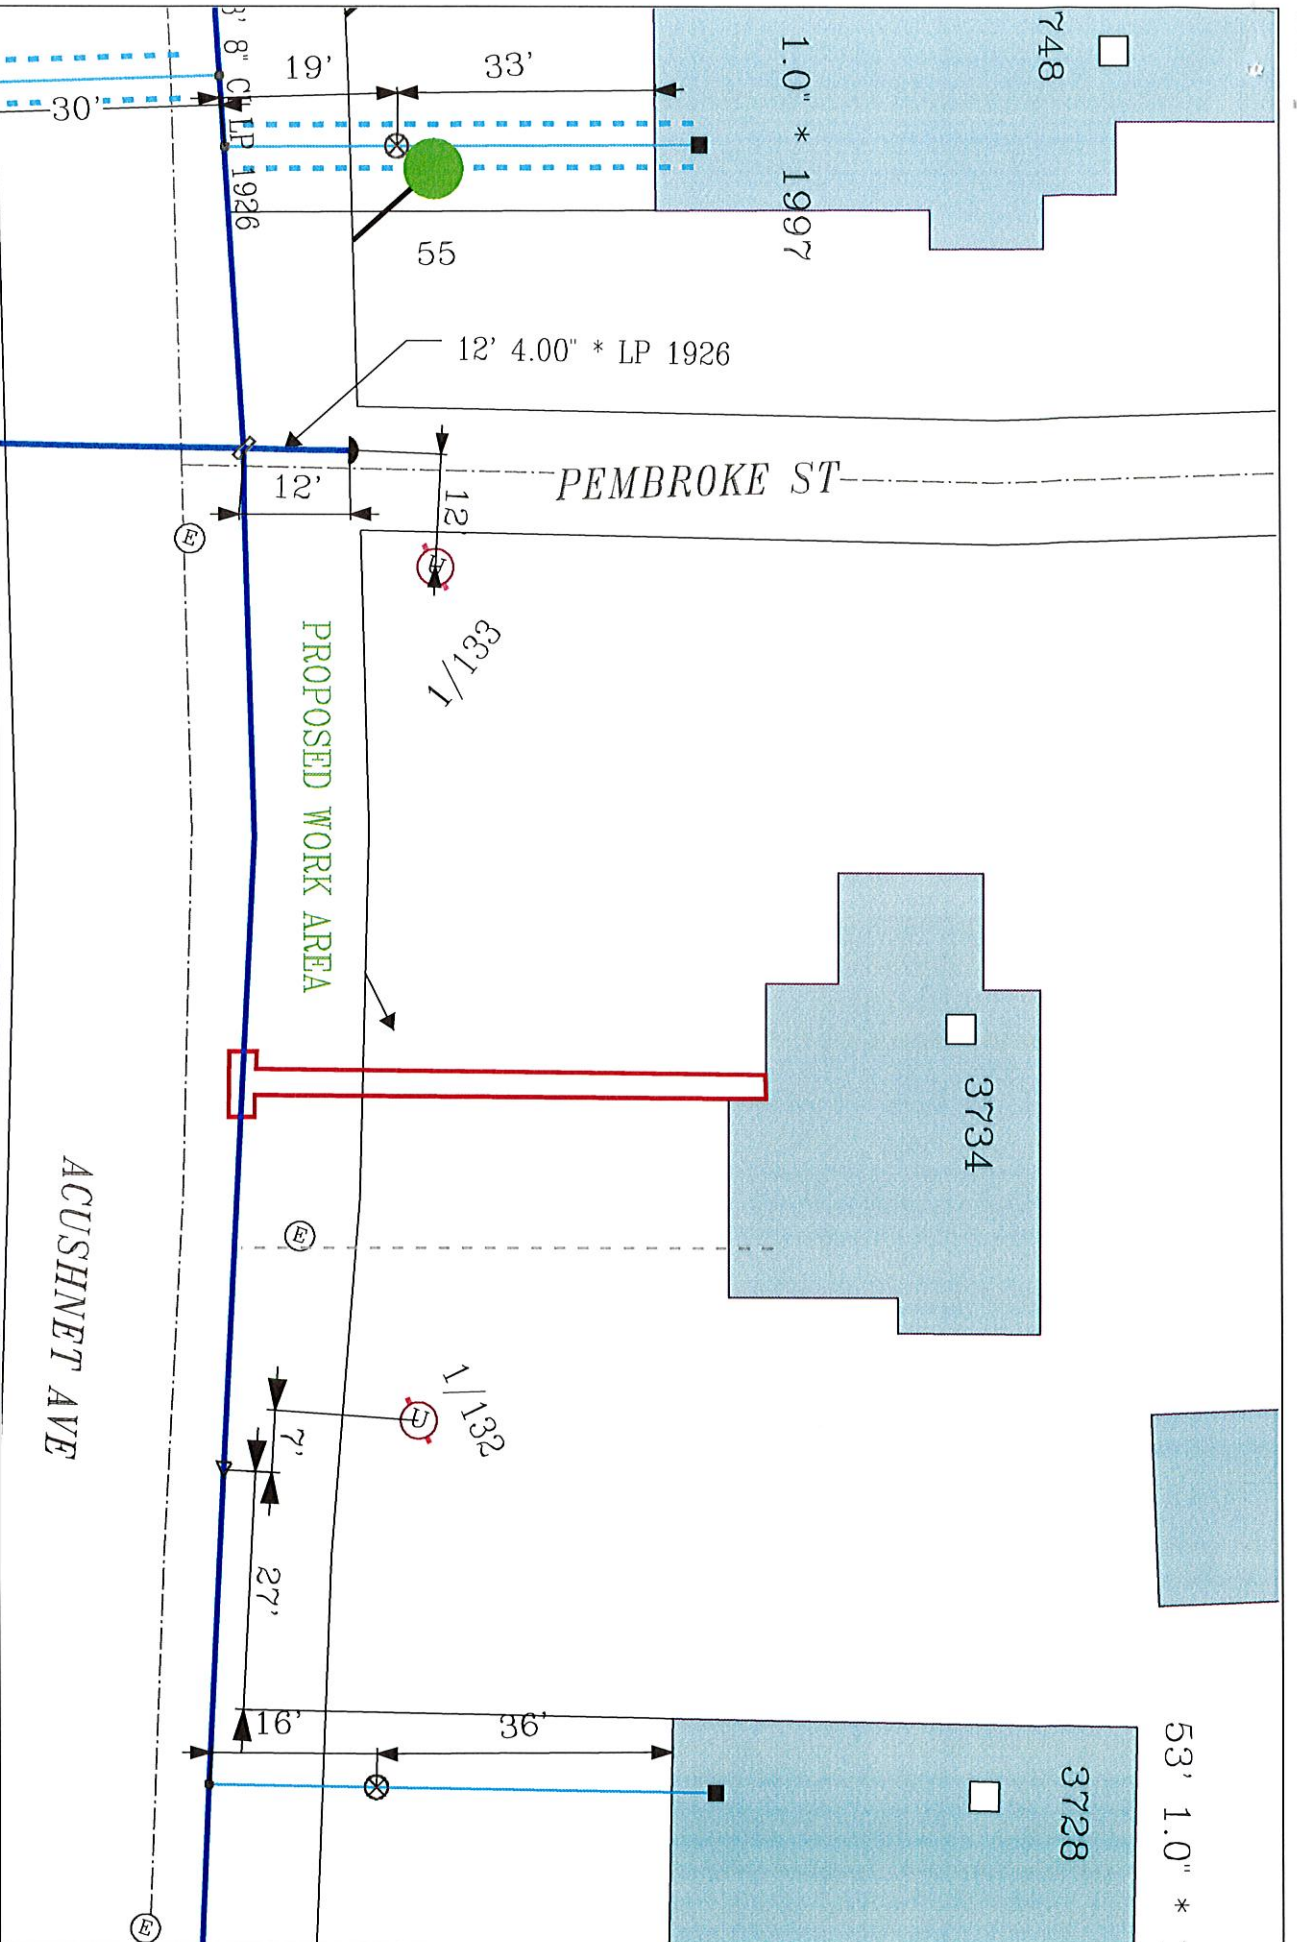 748
1.0" * 1997
33'
19'
30'
8" C LP 1926
55
12' 4.00" * LP 1926
12'
12'
PEMBROKE ST
E
U
1/133
PROPOSED WORK AREA
3734
E
ACUSHNET AVE
1/132
U
7'
27'
16'
36'
3728
53' 1.0" *
E